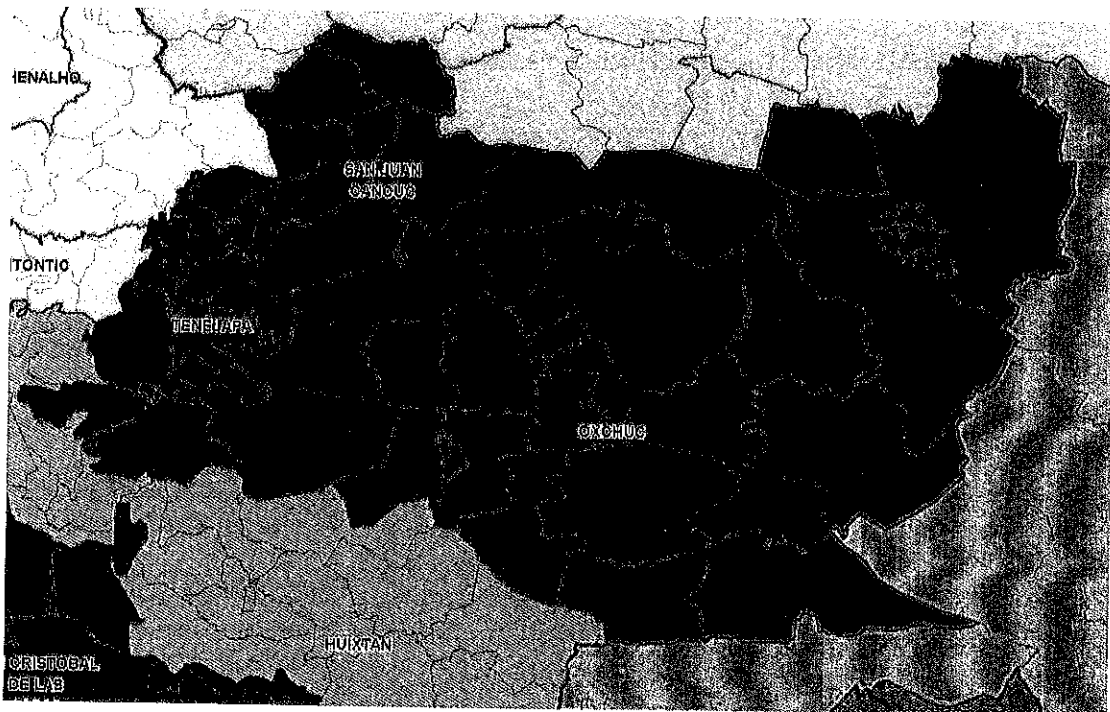 HENALHO
SAN JUAN
CANCUC
TONTIC
TENEJAPA
OXCHUC
HUIXTAN
CRISTOBAL
DE LAS